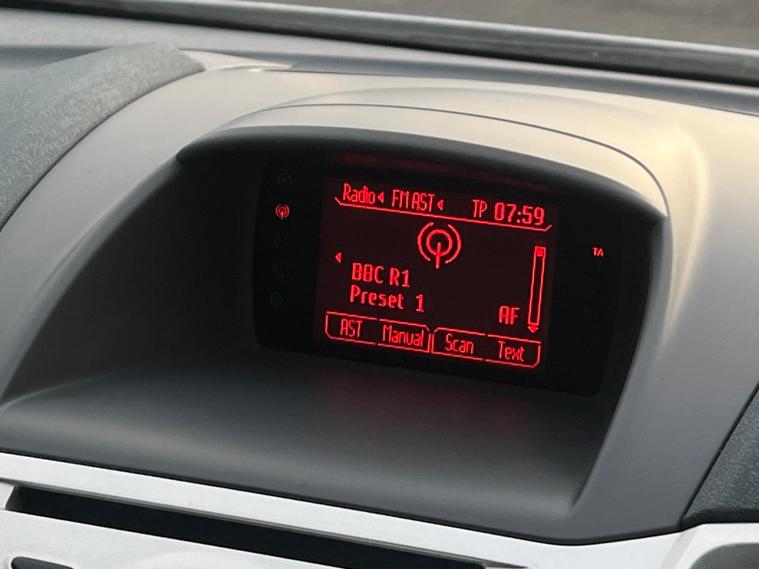 Radio FM AST TP 07:59
TA
BBC R1
Preset 1
AF
AST Manual Scan Text